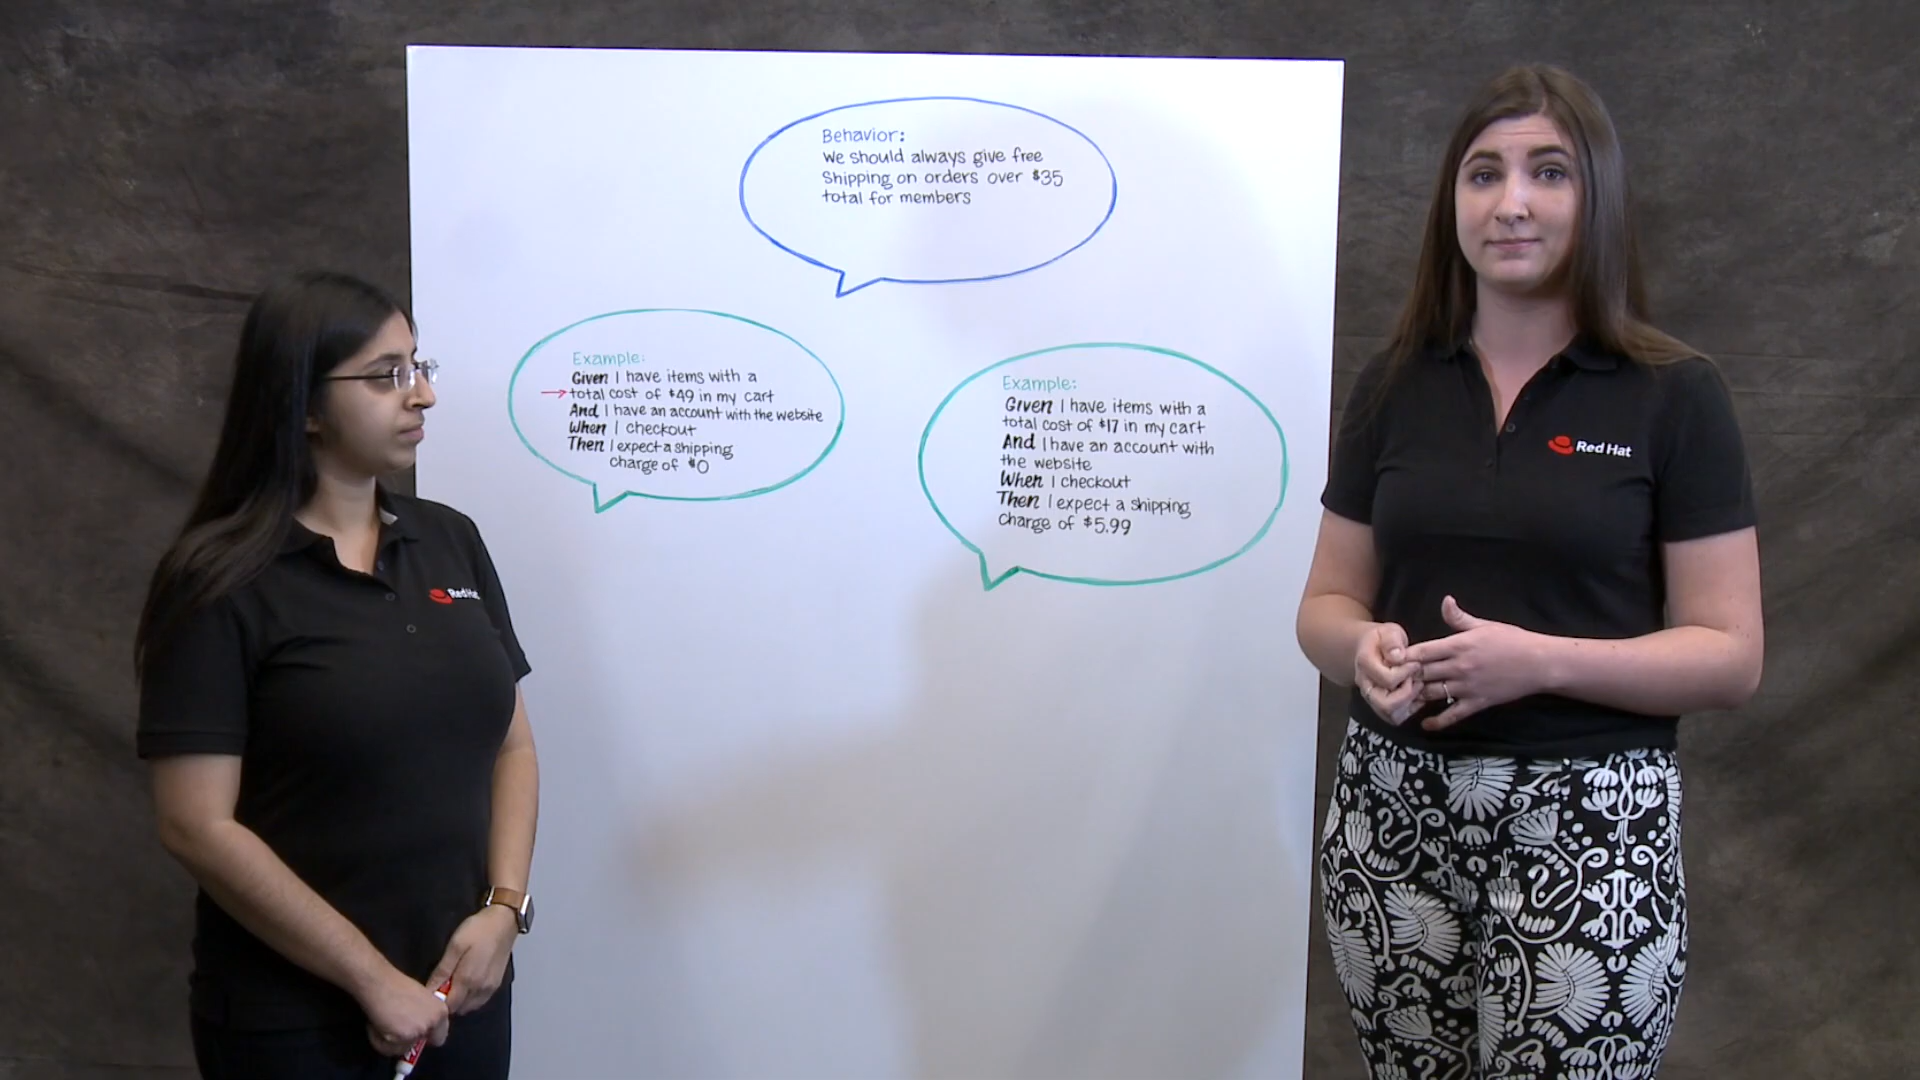 Behavior:
We should always give free
Shipping on orders over $35
total for members
Example:
Given I have items with a
total cost of $49 in my cart
And I have an account with the website
When I checkout
Then I expect a shipping
charge of $0
Example:
Given I have items with a
total cost of $17 in my cart
And I have an account with
the website
When I checkout
Then I expect a shipping
charge of $5.99
Red Hat
Red Hat